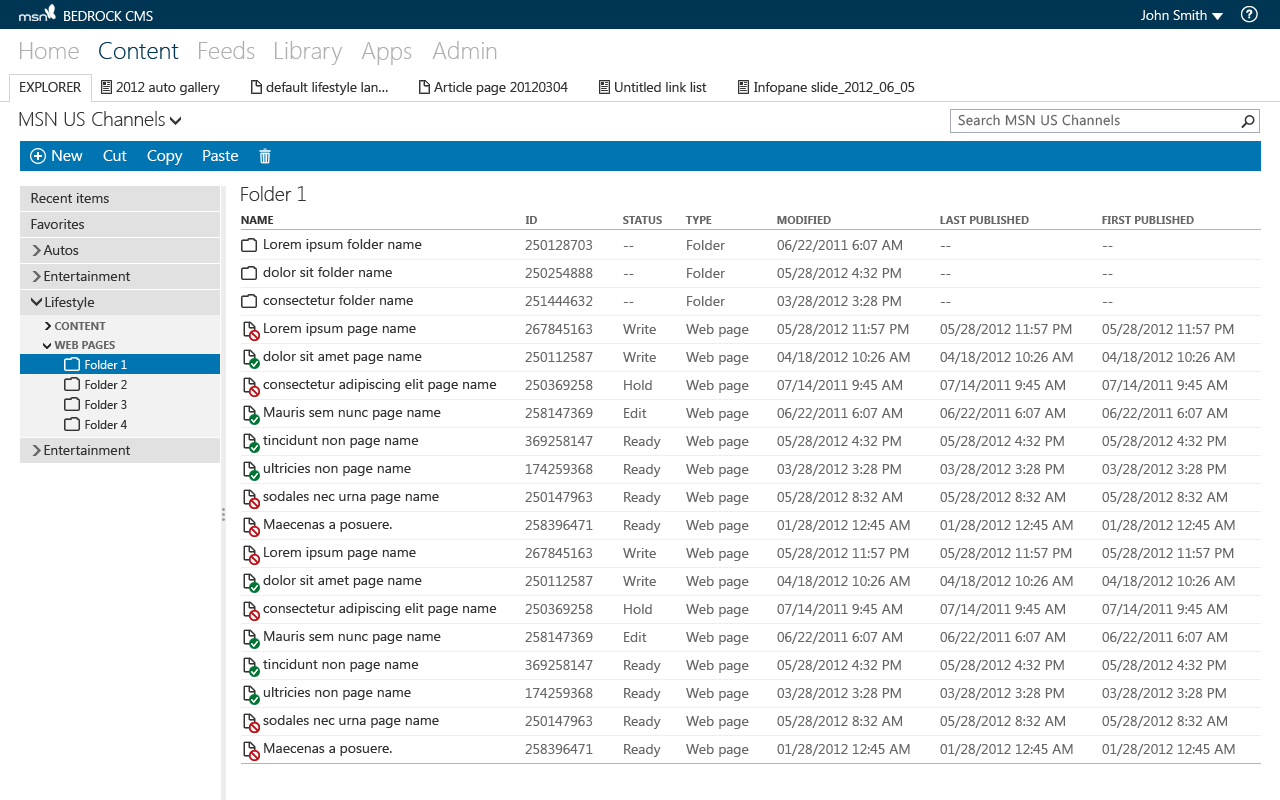 msn BEDROCK CMS John Smith
Home Content Feeds Library Apps Admin
EXPLORER 2012 auto gallery default lifestyle lan... Article page 20120304 Untitled link list Infopane slide_2012_06_05
MSN US Channels Search MSN US Channels
New Cut Copy Paste
Recent items
Favorites
Autos
Entertainment
Lifestyle
CONTENT
WEB PAGES
Folder 1
Folder 2
Folder 3
Folder 4
Entertainment
Folder 1
NAME ID STATUS TYPE MODIFIED LAST PUBLISHED FIRST PUBLISHED
Lorem ipsum folder name 250128703 -- Folder 06/22/2011 6:07 AM -- --
dolor sit folder name 250254888 -- Folder 05/28/2012 4:32 PM -- --
consectetur folder name 251444632 -- Folder 03/28/2012 3:28 PM -- --
Lorem ipsum page name 267845163 Write Web page 05/28/2012 11:57 PM 05/28/2012 11:57 PM 05/28/2012 11:57 PM
dolor sit amet page name 250112587 Write Web page 04/18/2012 10:26 AM 04/18/2012 10:26 AM 04/18/2012 10:26 AM
consectetur adipiscing elit page name 250369258 Hold Web page 07/14/2011 9:45 AM 07/14/2011 9:45 AM 07/14/2011 9:45 AM
Mauris sem nunc page name 258147369 Edit Web page 06/22/2011 6:07 AM 06/22/2011 6:07 AM 06/22/2011 6:07 AM
tincidunt non page name 369258147 Ready Web page 05/28/2012 4:32 PM 05/28/2012 4:32 PM 05/28/2012 4:32 PM
ultricies non page name 174259368 Ready Web page 03/28/2012 3:28 PM 03/28/2012 3:28 PM 03/28/2012 3:28 PM
sodales nec urna page name 250147963 Ready Web page 05/28/2012 8:32 AM 05/28/2012 8:32 AM 05/28/2012 8:32 AM
Maecenas a posuere. 258396471 Ready Web page 01/28/2012 12:45 AM 01/28/2012 12:45 AM 01/28/2012 12:45 AM
Lorem ipsum page name 267845163 Write Web page 05/28/2012 11:57 PM 05/28/2012 11:57 PM 05/28/2012 11:57 PM
dolor sit amet page name 250112587 Write Web page 04/18/2012 10:26 AM 04/18/2012 10:26 AM 04/18/2012 10:26 AM
consectetur adipiscing elit page name 250369258 Hold Web page 07/14/2011 9:45 AM 07/14/2011 9:45 AM 07/14/2011 9:45 AM
Mauris sem nunc page name 258147369 Edit Web page 06/22/2011 6:07 AM 06/22/2011 6:07 AM 06/22/2011 6:07 AM
tincidunt non page name 369258147 Ready Web page 05/28/2012 4:32 PM 05/28/2012 4:32 PM 05/28/2012 4:32 PM
ultricies non page name 174259368 Ready Web page 03/28/2012 3:28 PM 03/28/2012 3:28 PM 03/28/2012 3:28 PM
sodales nec urna page name 250147963 Ready Web page 05/28/2012 8:32 AM 05/28/2012 8:32 AM 05/28/2012 8:32 AM
Maecenas a posuere. 258396471 Ready Web page 01/28/2012 12:45 AM 01/28/2012 12:45 AM 01/28/2012 12:45 AM